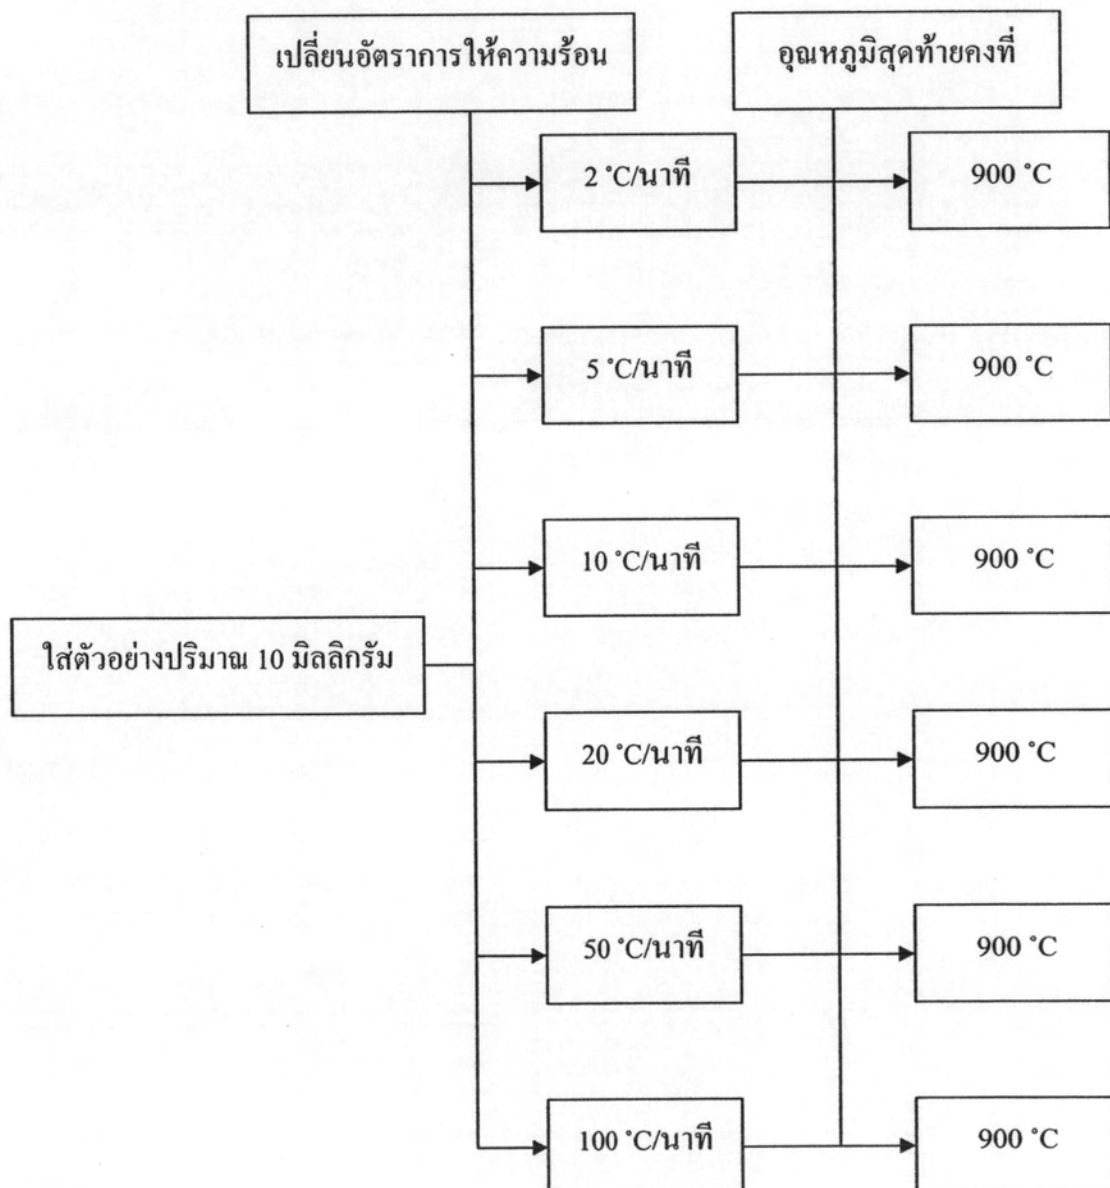 เปลี่ยนอัตราการให้ความร้อน
อุณหภูมิสุดท้ายคงที่
2 °C/นาที
900 °C
5 °C/นาที
900 °C
10 °C/นาที
900 °C
ใส่ตัวอย่างปริมาณ 10 มิลลิกรัม
20 °C/นาที
900 °C
50 °C/นาที
900 °C
100 °C/นาที
900 °C